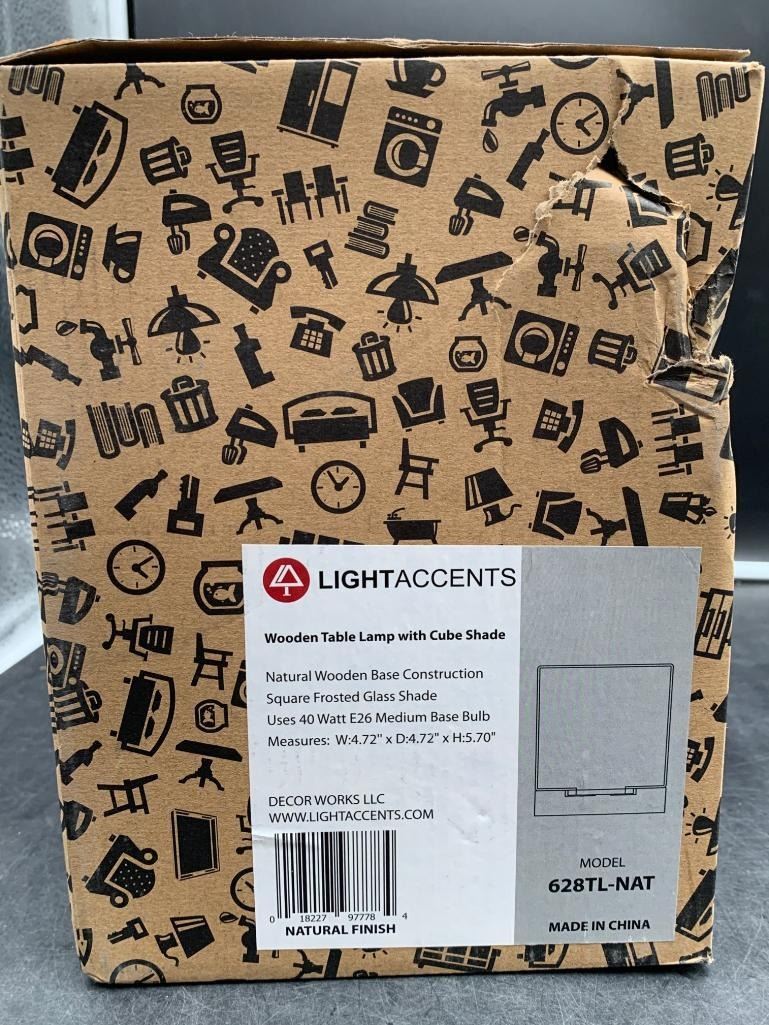 LIGHTACCENTS
Wooden Table Lamp with Cube Shade
Natural Wooden Base Construction
Square Frosted Glass Shade
Uses 40 Watt E26 Medium Base Bulb
Measures: W:4.72" x D:4.72" x H:5.70"
DECOR WORKS LLC
WWW.LIGHTACCENTS.COM
0 18227 97778 4
NATURAL FINISH
MODEL
628TL-NAT
MADE IN CHINA